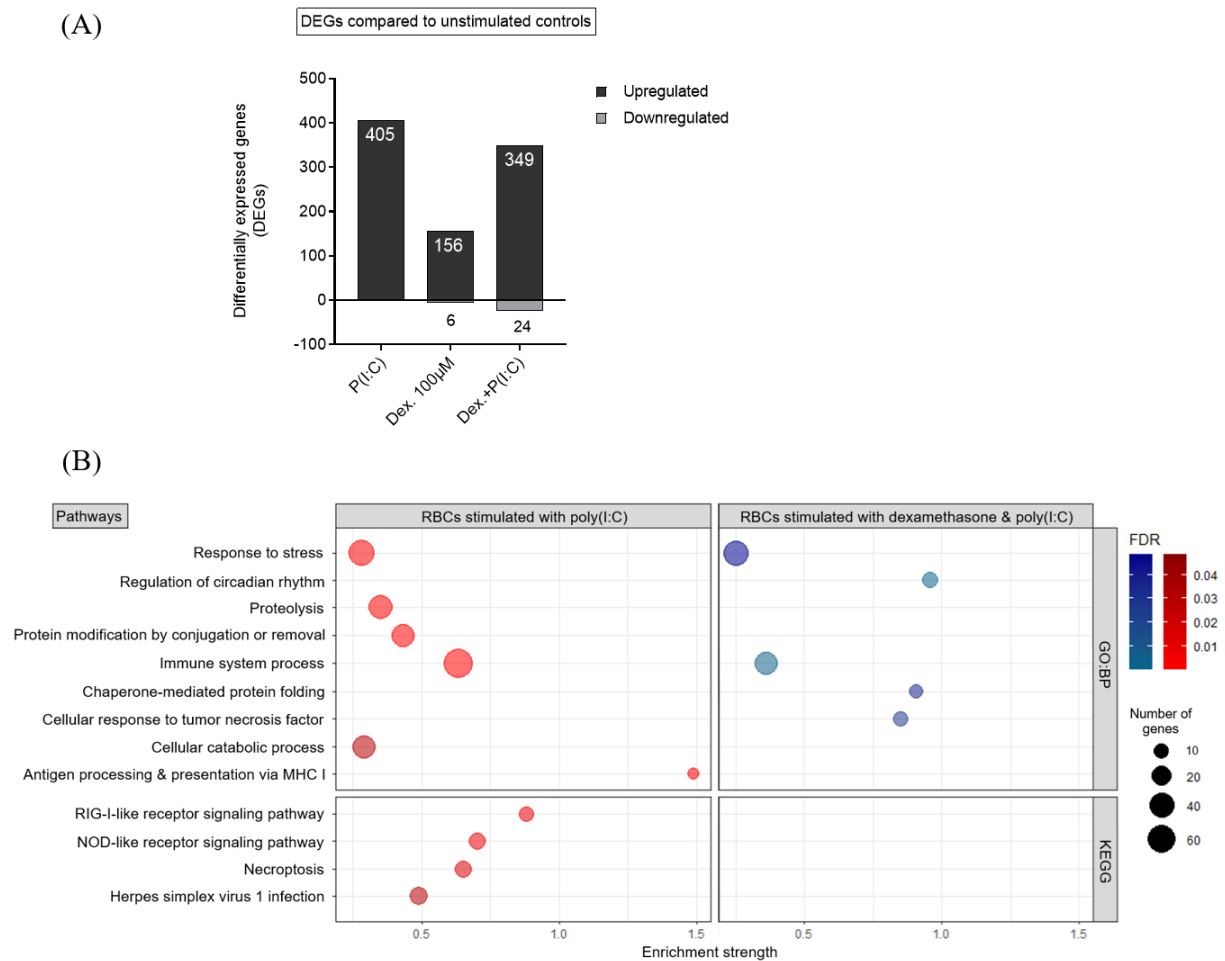 (A)
DEGs compared to unstimulated controls
Differentially expressed genes
(DEGs)
500
400
300
200
100
0
-100
405
156
349
6
24
P(I:C)
Dex. 100µM
Dex.+P(I:C)
Upregulated
Downregulated
(B)
Pathways
RBCs stimulated with poly(I:C)
RBCs stimulated with dexamethasone & poly(I:C)
Response to stress
Regulation of circadian rhythm
Proteolysis
Protein modification by conjugation or removal
Immune system process
Chaperone-mediated protein folding
Cellular response to tumor necrosis factor
Cellular catabolic process
Antigen processing & presentation via MHC I
RIG-I-like receptor signaling pathway
NOD-like receptor signaling pathway
Necroptosis
Herpes simplex virus 1 infection
GO:BP
KEGG
0.5
1.0
1.5
0.5
1.0
1.5
Enrichment strength
FDR
0.04
0.03
0.02
0.01
Number of
genes
10
20
40
60